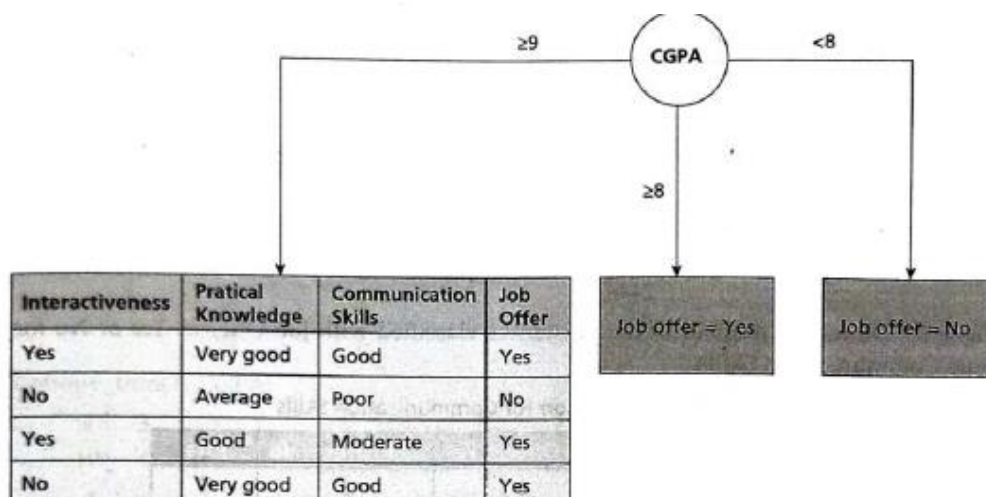 ≥9
CGPA
<8
≥8
Interactiveness Pratical Knowledge Communication Skills Job Offer
Yes Very good Good Yes
No Average Poor No
Yes Good Moderate Yes
No Very good Good Yes
Job offer = Yes
Job offer = No